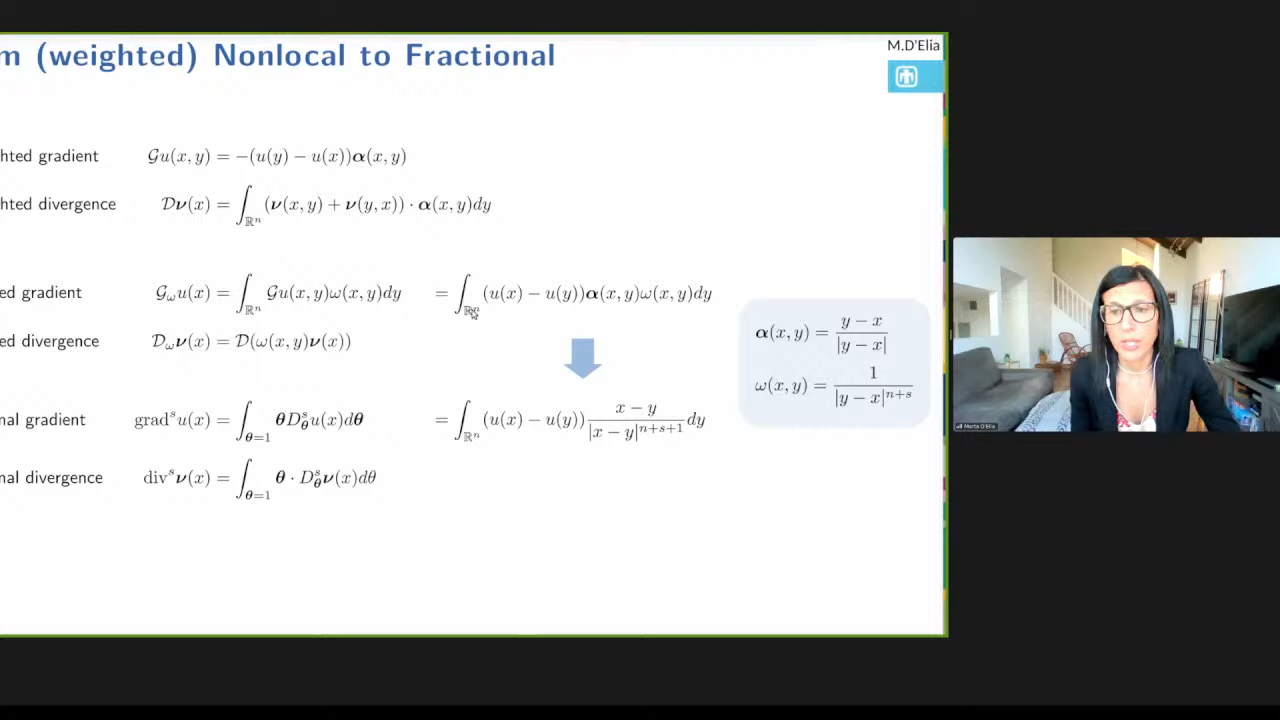 m (weighted) Nonlocal to Fractional
M.D'Elia
hted gradient 𝒢u(x, y) = −(u(y) − u(x))α(x, y)
hted divergence 𝒟ν(x) = ∫_{ℝⁿ} (ν(x, y) + ν(y, x)) · α(x, y)dy
ed gradient 𝒢_ω u(x) = ∫_{ℝⁿ} 𝒢u(x, y)ω(x, y)dy = ∫_{ℝⁿ} (u(x) − u(y))α(x, y)ω(x, y)dy
ed divergence 𝒟_ω ν(x) = 𝒟(ω(x, y)ν(x))
α(x, y) = (y − x)/|y − x|
ω(x, y) = 1/|y − x|^{n+s}
nal gradient grad^s u(x) = ∫_{θ=1} θD^s_θ u(x)dθ = ∫_{ℝⁿ} (u(x) − u(y)) (x − y)/|x − y|^{n+s+1} dy
nal divergence div^s ν(x) = ∫_{θ=1} θ · D^s_θ ν(x)dθ
Marta D'Elia